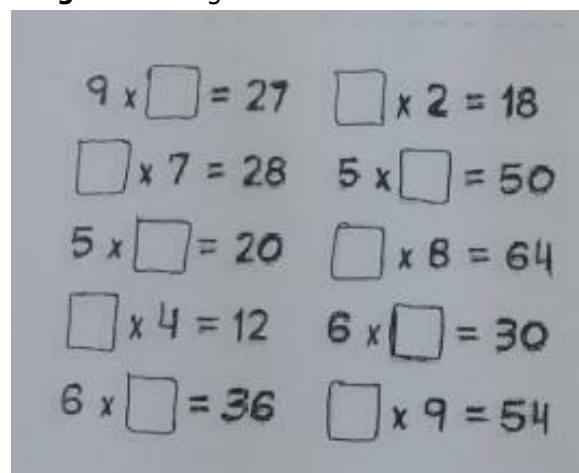 9 x □ = 27 □ x 2 = 18
□ x 7 = 28 5 x □ = 50
5 x □ = 20 □ x 8 = 64
□ x 4 = 12 6 x □ = 30
6 x □ = 36 □ x 9 = 54